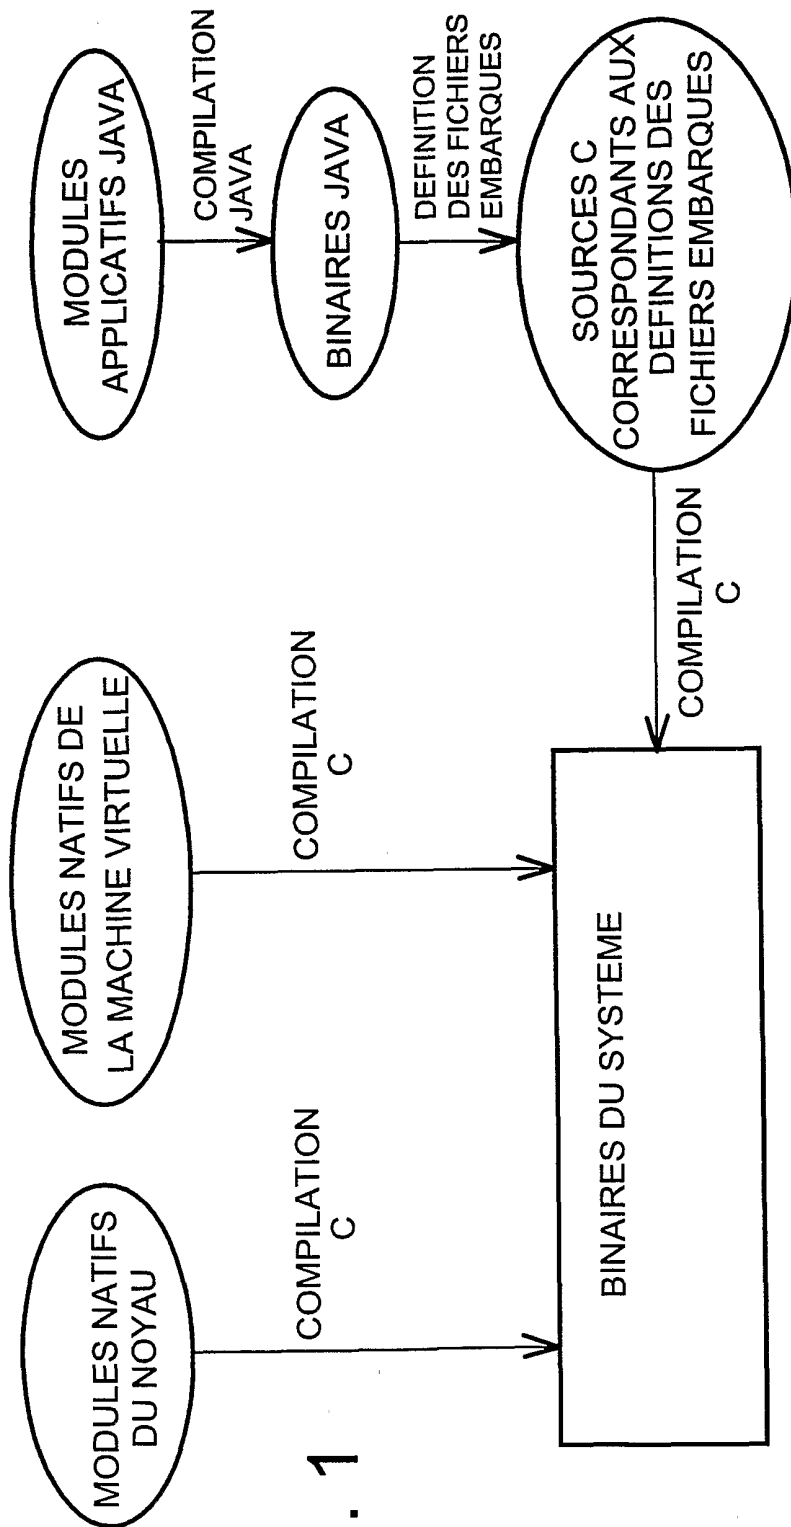 MODULES NATIFS
DU NOYAU
COMPILATION
C
MODULES NATIFS DE
LA MACHINE VIRTUELLE
COMPILATION
C
MODULES
APPLICATIFS JAVA
COMPILATION
JAVA
BINAIRES JAVA
DEFINITION
DES FICHIERS
EMBARQUES
SOURCES C
CORRESPONDANTS AUX
DEFINITIONS DES
FICHIERS EMBARQUES
COMPILATION
C
BINAIRES DU SYSTEME
. 1